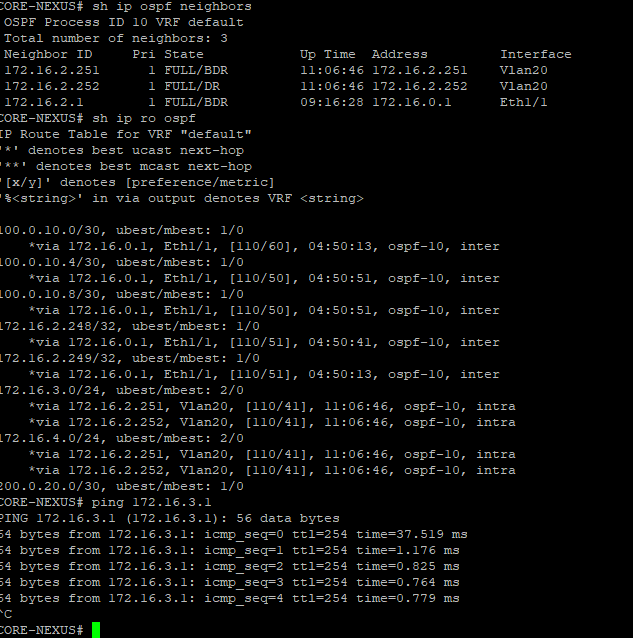 CORE-NEXUS# sh ip ospf neighbors
OSPF Process ID 10 VRF default
Total number of neighbors: 3
Neighbor ID     Pri State            Up Time  Address         Interface
172.16.2.251      1 FULL/BDR         11:06:46 172.16.2.251    Vlan20
172.16.2.252      1 FULL/DR          11:06:46 172.16.2.252    Vlan20
172.16.2.1        1 FULL/BDR         09:16:28 172.16.0.1      Eth1/1
CORE-NEXUS# sh ip ro ospf
IP Route Table for VRF "default"
'*' denotes best ucast next-hop
'**' denotes best mcast next-hop
'[x/y]' denotes [preference/metric]
'%<string>' in via output denotes VRF <string>
100.0.10.0/30, ubest/mbest: 1/0
    *via 172.16.0.1, Eth1/1, [110/60], 04:50:13, ospf-10, inter
100.0.10.4/30, ubest/mbest: 1/0
    *via 172.16.0.1, Eth1/1, [110/50], 04:50:51, ospf-10, inter
100.0.10.8/30, ubest/mbest: 1/0
    *via 172.16.0.1, Eth1/1, [110/50], 04:50:51, ospf-10, inter
172.16.2.248/32, ubest/mbest: 1/0
    *via 172.16.0.1, Eth1/1, [110/51], 04:50:41, ospf-10, inter
172.16.2.249/32, ubest/mbest: 1/0
    *via 172.16.0.1, Eth1/1, [110/51], 04:50:51, ospf-10, inter
172.16.3.0/24, ubest/mbest: 2/0
    *via 172.16.2.251, Vlan20, [110/41], 11:06:46, ospf-10, intra
    *via 172.16.2.252, Vlan20, [110/41], 11:06:46, ospf-10, intra
172.16.4.0/24, ubest/mbest: 2/0
    *via 172.16.2.251, Vlan20, [110/41], 11:06:46, ospf-10, intra
    *via 172.16.2.252, Vlan20, [110/41], 11:06:46, ospf-10, intra
200.0.20.0/30, ubest/mbest: 1/0
CORE-NEXUS# ping 172.16.3.1
PING 172.16.3.1 (172.16.3.1): 56 data bytes
64 bytes from 172.16.3.1: icmp_seq=0 ttl=254 time=37.519 ms
64 bytes from 172.16.3.1: icmp_seq=1 ttl=254 time=1.176 ms
64 bytes from 172.16.3.1: icmp_seq=2 ttl=254 time=0.825 ms
64 bytes from 172.16.3.1: icmp_seq=3 ttl=254 time=0.764 ms
64 bytes from 172.16.3.1: icmp_seq=4 ttl=254 time=0.779 ms
^C
CORE-NEXUS#